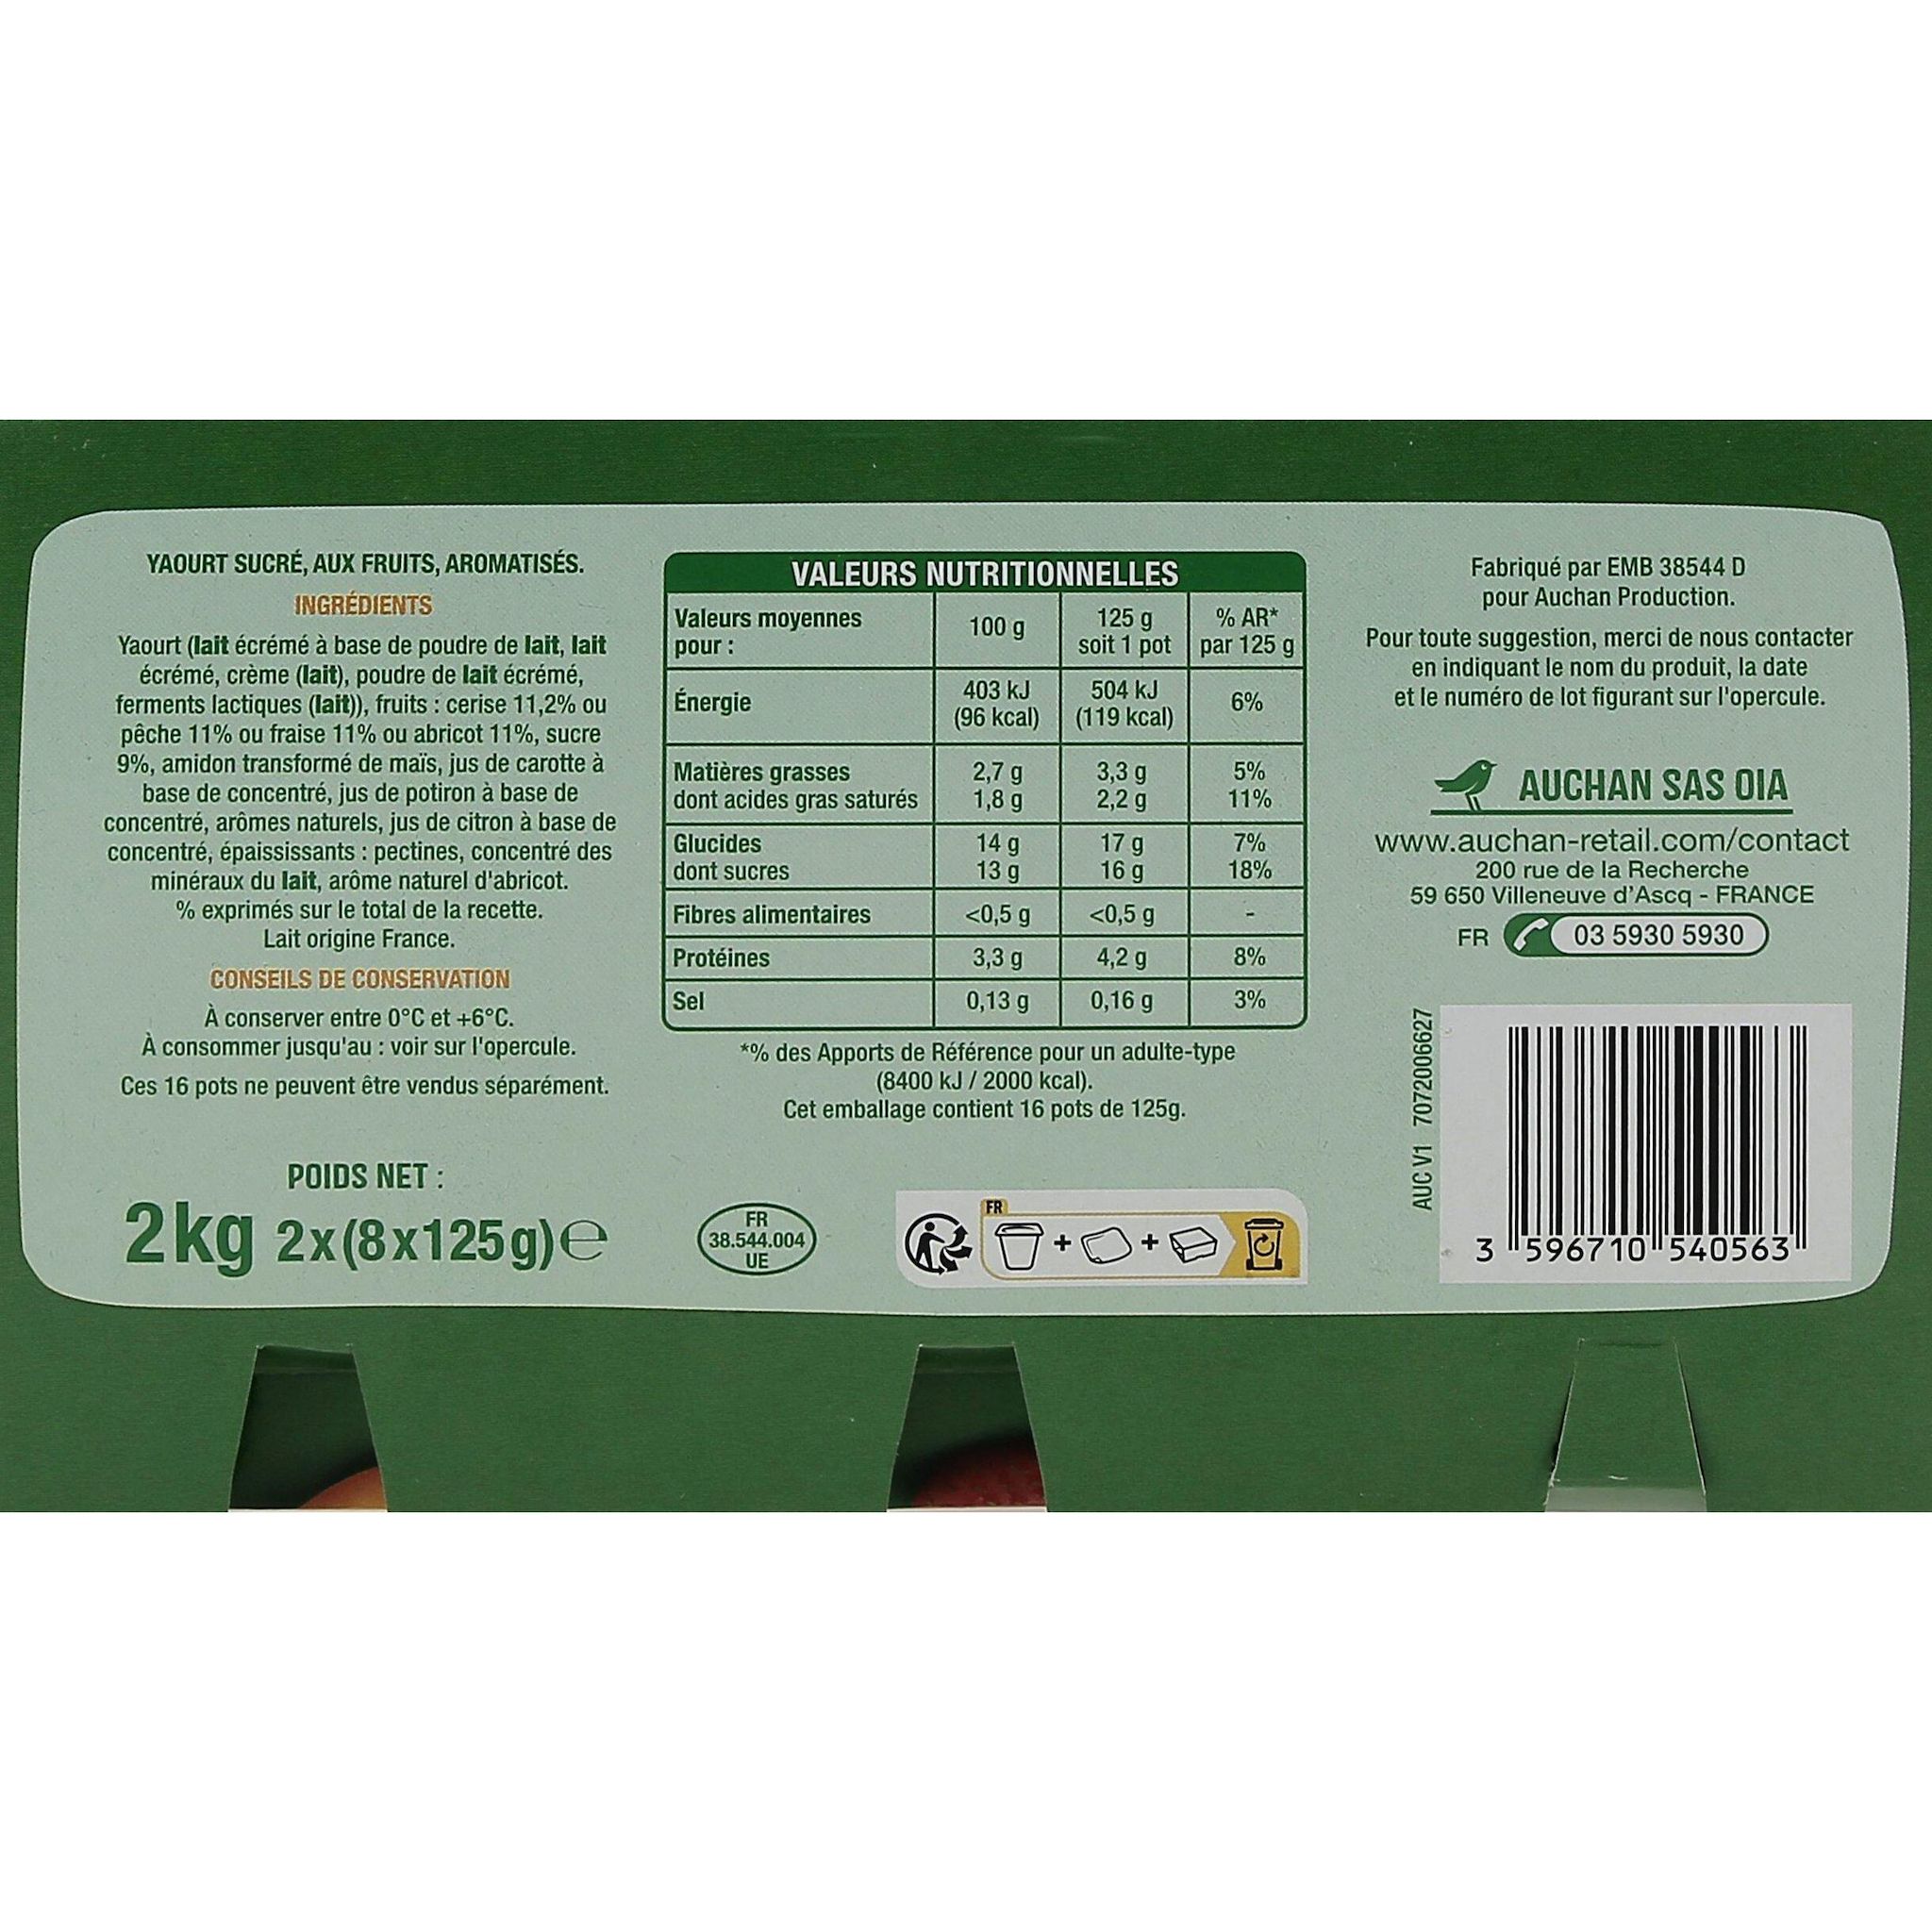 YAOURT SUCRÉ, AUX FRUITS, AROMATISÉS.
INGRÉDIENTS
Yaourt (lait écrémé à base de poudre de lait, lait
écrémé, crème (lait), poudre de lait écrémé,
ferments lactiques (lait)), fruits : cerise 11,2% ou
pêche 11% ou fraise 11% ou abricot 11%, sucre
9%, amidon transformé de maïs, jus de carotte à
base de concentré, jus de potiron à base de
concentré, arômes naturels, jus de citron à base de
concentré, épaississants : pectines, concentré des
minéraux du lait, arôme naturel d'abricot.
% exprimés sur le total de la recette.
Lait origine France.
CONSEILS DE CONSERVATION
À conserver entre 0°C et +6°C.
À consommer jusqu'au : voir sur l'opercule.
Ces 16 pots ne peuvent être vendus séparément.
POIDS NET :
2kg 2x(8x125g)e
VALEURS NUTRITIONNELLES
Valeurs moyennes pour : 100 g 125 g soit 1 pot % AR* par 125 g
Énergie 403 kJ (96 kcal) 504 kJ (119 kcal) 6%
Matières grasses 2,7 g 3,3 g 5%
dont acides gras saturés 1,8 g 2,2 g 11%
Glucides 14 g 17 g 7%
dont sucres 13 g 16 g 18%
Fibres alimentaires <0,5 g <0,5 g -
Protéines 3,3 g 4,2 g 8%
Sel 0,13 g 0,16 g 3%
*% des Apports de Référence pour un adulte-type
(8400 kJ / 2000 kcal).
Cet emballage contient 16 pots de 125g.
FR
38.544.004
UE
FR
+ +
Fabriqué par EMB 38544 D
pour Auchan Production.
Pour toute suggestion, merci de nous contacter
en indiquant le nom du produit, la date
et le numéro de lot figurant sur l'opercule.
AUCHAN SAS OIA
www.auchan-retail.com/contact
200 rue de la Recherche
59 650 Villeneuve d'Ascq - FRANCE
FR 03 5930 5930
AUC V1 7072006627
3 596710 540563